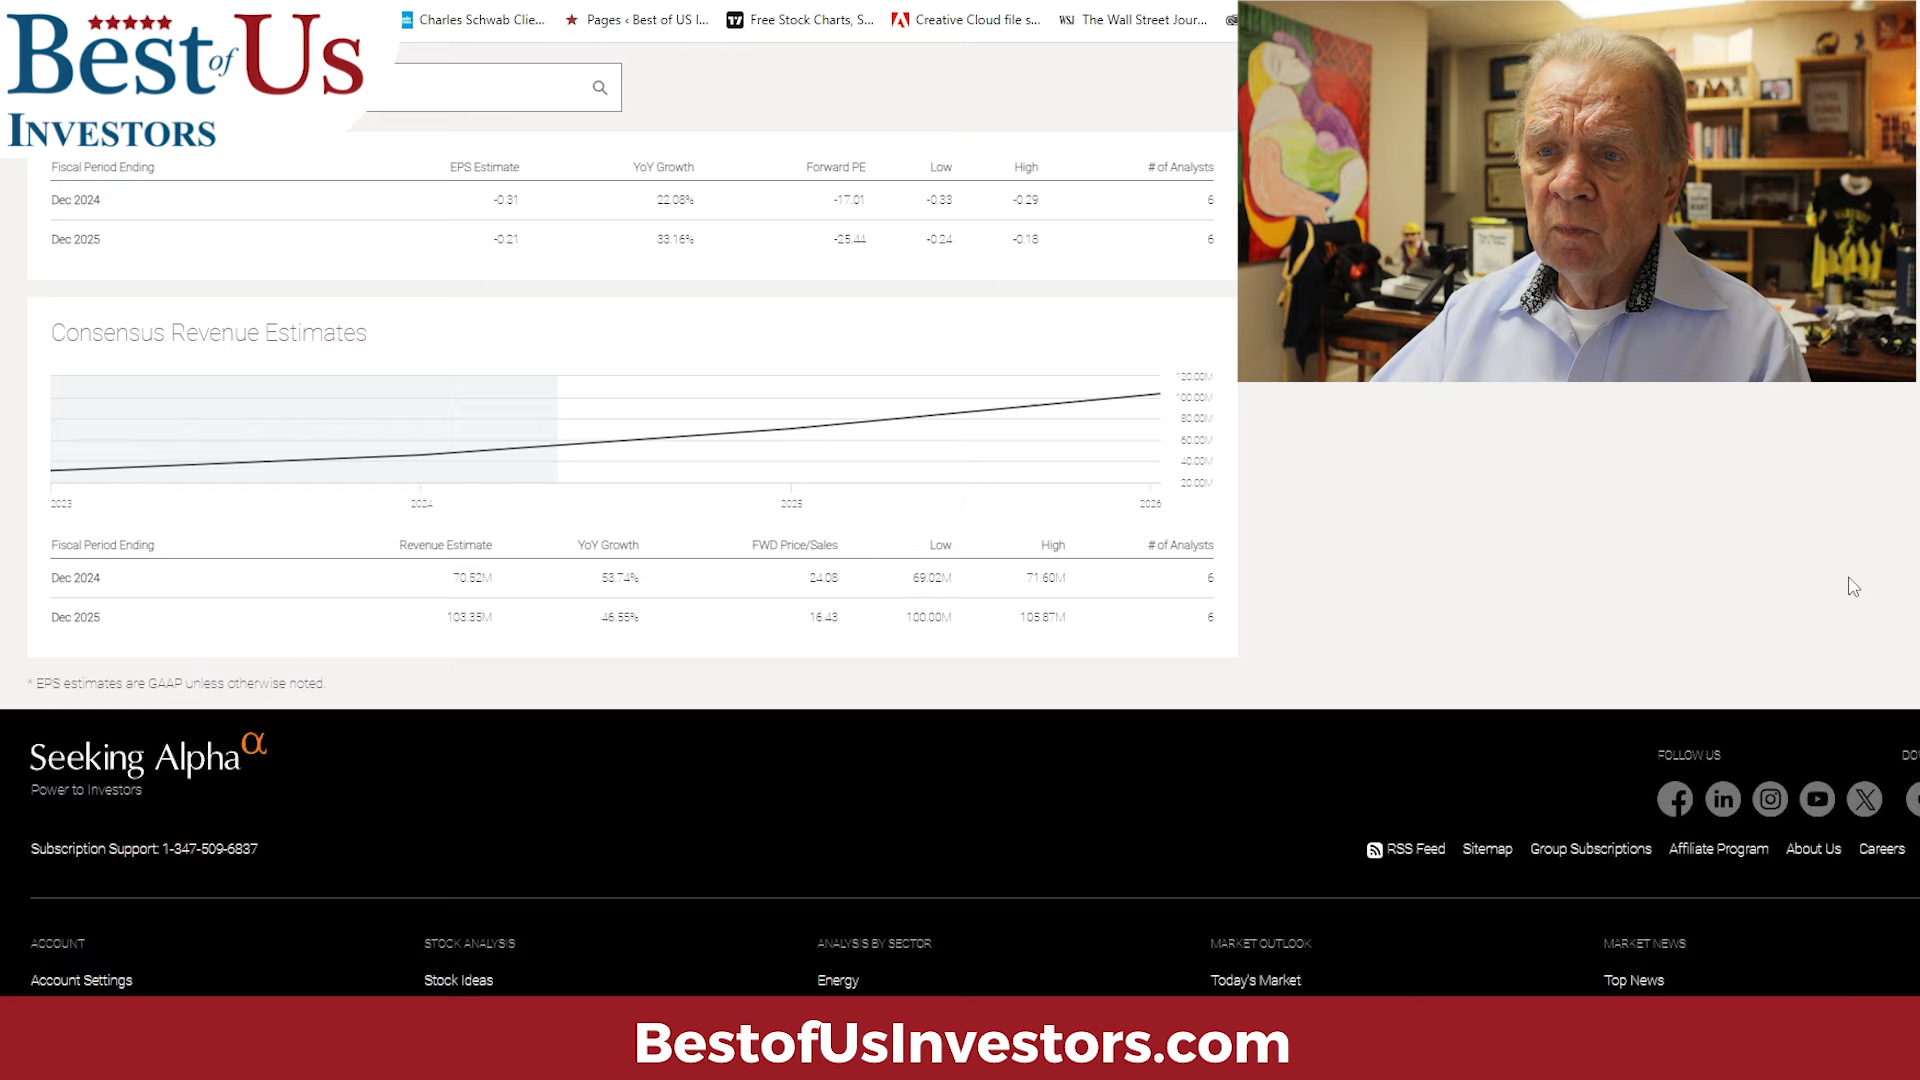 Best of Us
INVESTORS
Charles Schwab Clie...
Pages ‹ Best of US I...
Free Stock Charts, S...
Creative Cloud file s...
WSJ The Wall Street Jour...
Fiscal Period Ending EPS Estimate YoY Growth Forward PE Low High # of Analysts
Dec 2024 -0.31 22.08% -17.01 -0.33 -0.29 6
Dec 2025 -0.21 33.16% -25.44 -0.24 -0.18 6
Consensus Revenue Estimates
120.00M
100.00M
80.00M
60.00M
40.00M
20.00M
2023 2024 2025 2026
Fiscal Period Ending Revenue Estimate YoY Growth FWD Price/Sales Low High # of Analysts
Dec 2024 70.52M 53.74% 24.08 69.02M 71.60M 6
Dec 2025 103.35M 46.55% 16.43 100.00M 105.87M 6
* EPS estimates are GAAP unless otherwise noted.
Seeking Alpha α
Power to Investors
FOLLOW US DO
Subscription Support: 1-347-509-6837
RSS Feed Sitemap Group Subscriptions Affiliate Program About Us Careers
ACCOUNT STOCK ANALYSIS ANALYSIS BY SECTOR MARKET OUTLOOK MARKET NEWS
Account Settings Stock Ideas Energy Today's Market Top News
BestofUsInvestors.com